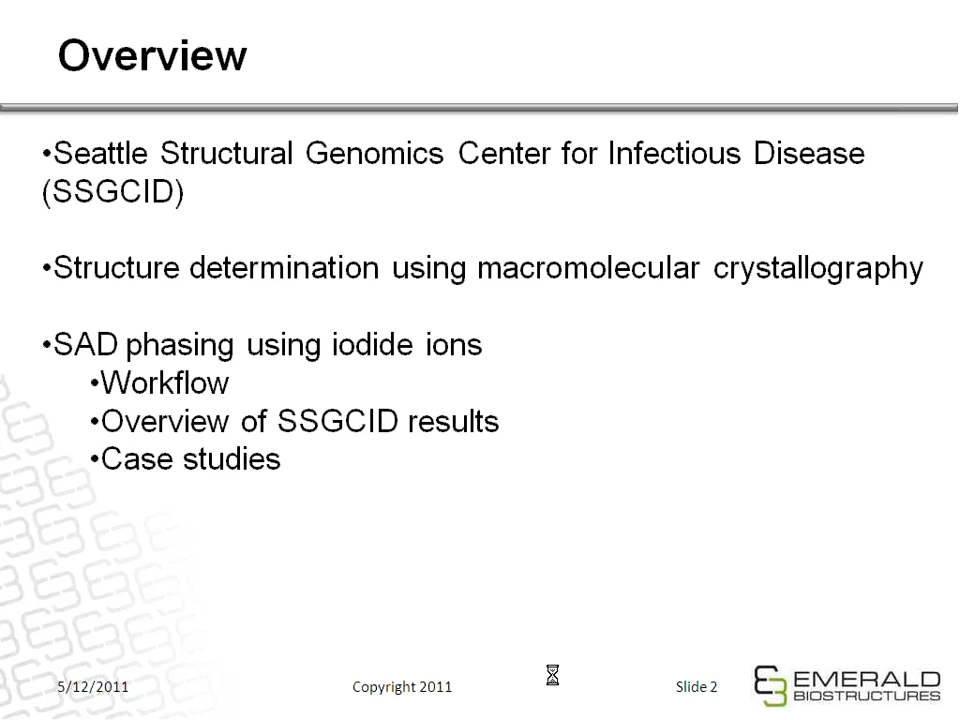 Overview
•Seattle Structural Genomics Center for Infectious Disease
(SSGCID)
•Structure determination using macromolecular crystallography
•SAD phasing using iodide ions
•Workflow
•Overview of SSGCID results
•Case studies
5/12/2011
Copyright 2011
Slide 2
EMERALD
BIOSTRUCTURES